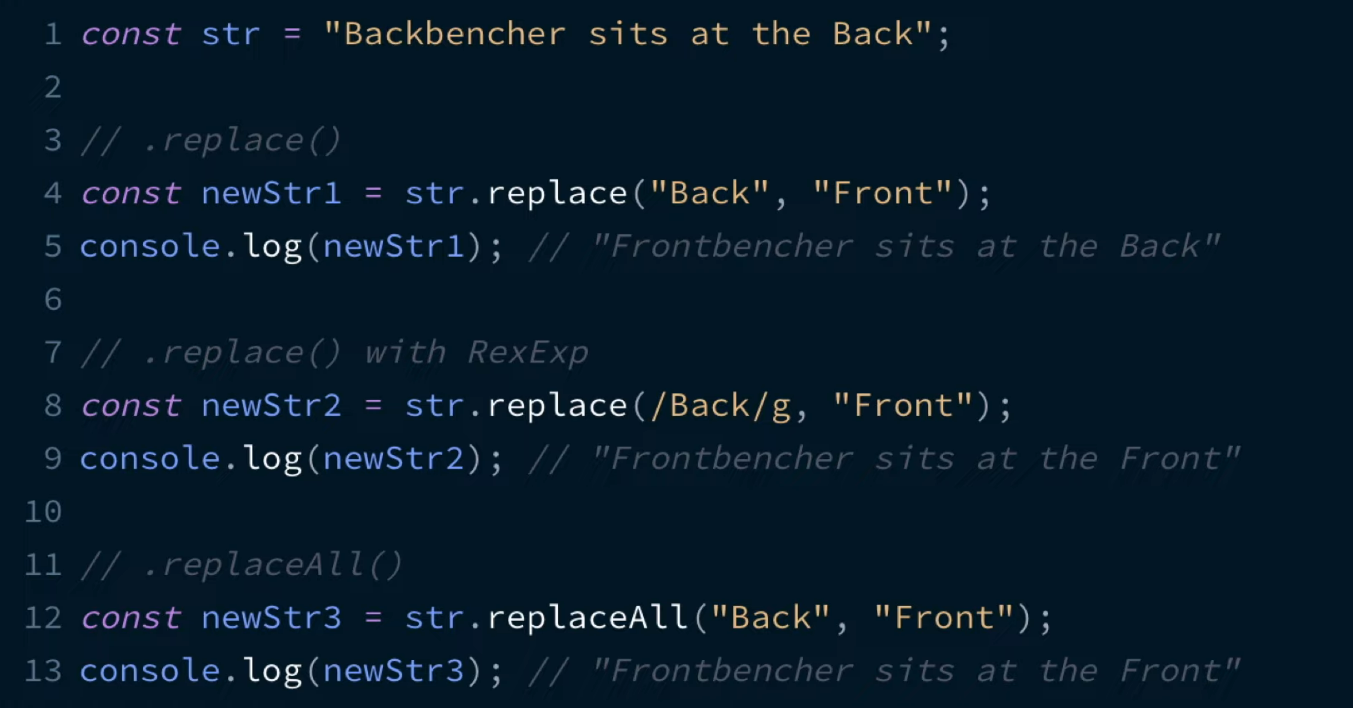 1 const str = "Backbencher sits at the Back";
2
3 // .replace()
4 const newStr1 = str.replace("Back", "Front");
5 console.log(newStr1); // "Frontbencher sits at the Back"
6
7 // .replace() with RexExp
8 const newStr2 = str.replace(/Back/g, "Front");
9 console.log(newStr2); // "Frontbencher sits at the Front"
10
11 // .replaceAll()
12 const newStr3 = str.replaceAll("Back", "Front");
13 console.log(newStr3); // "Frontbencher sits at the Front"